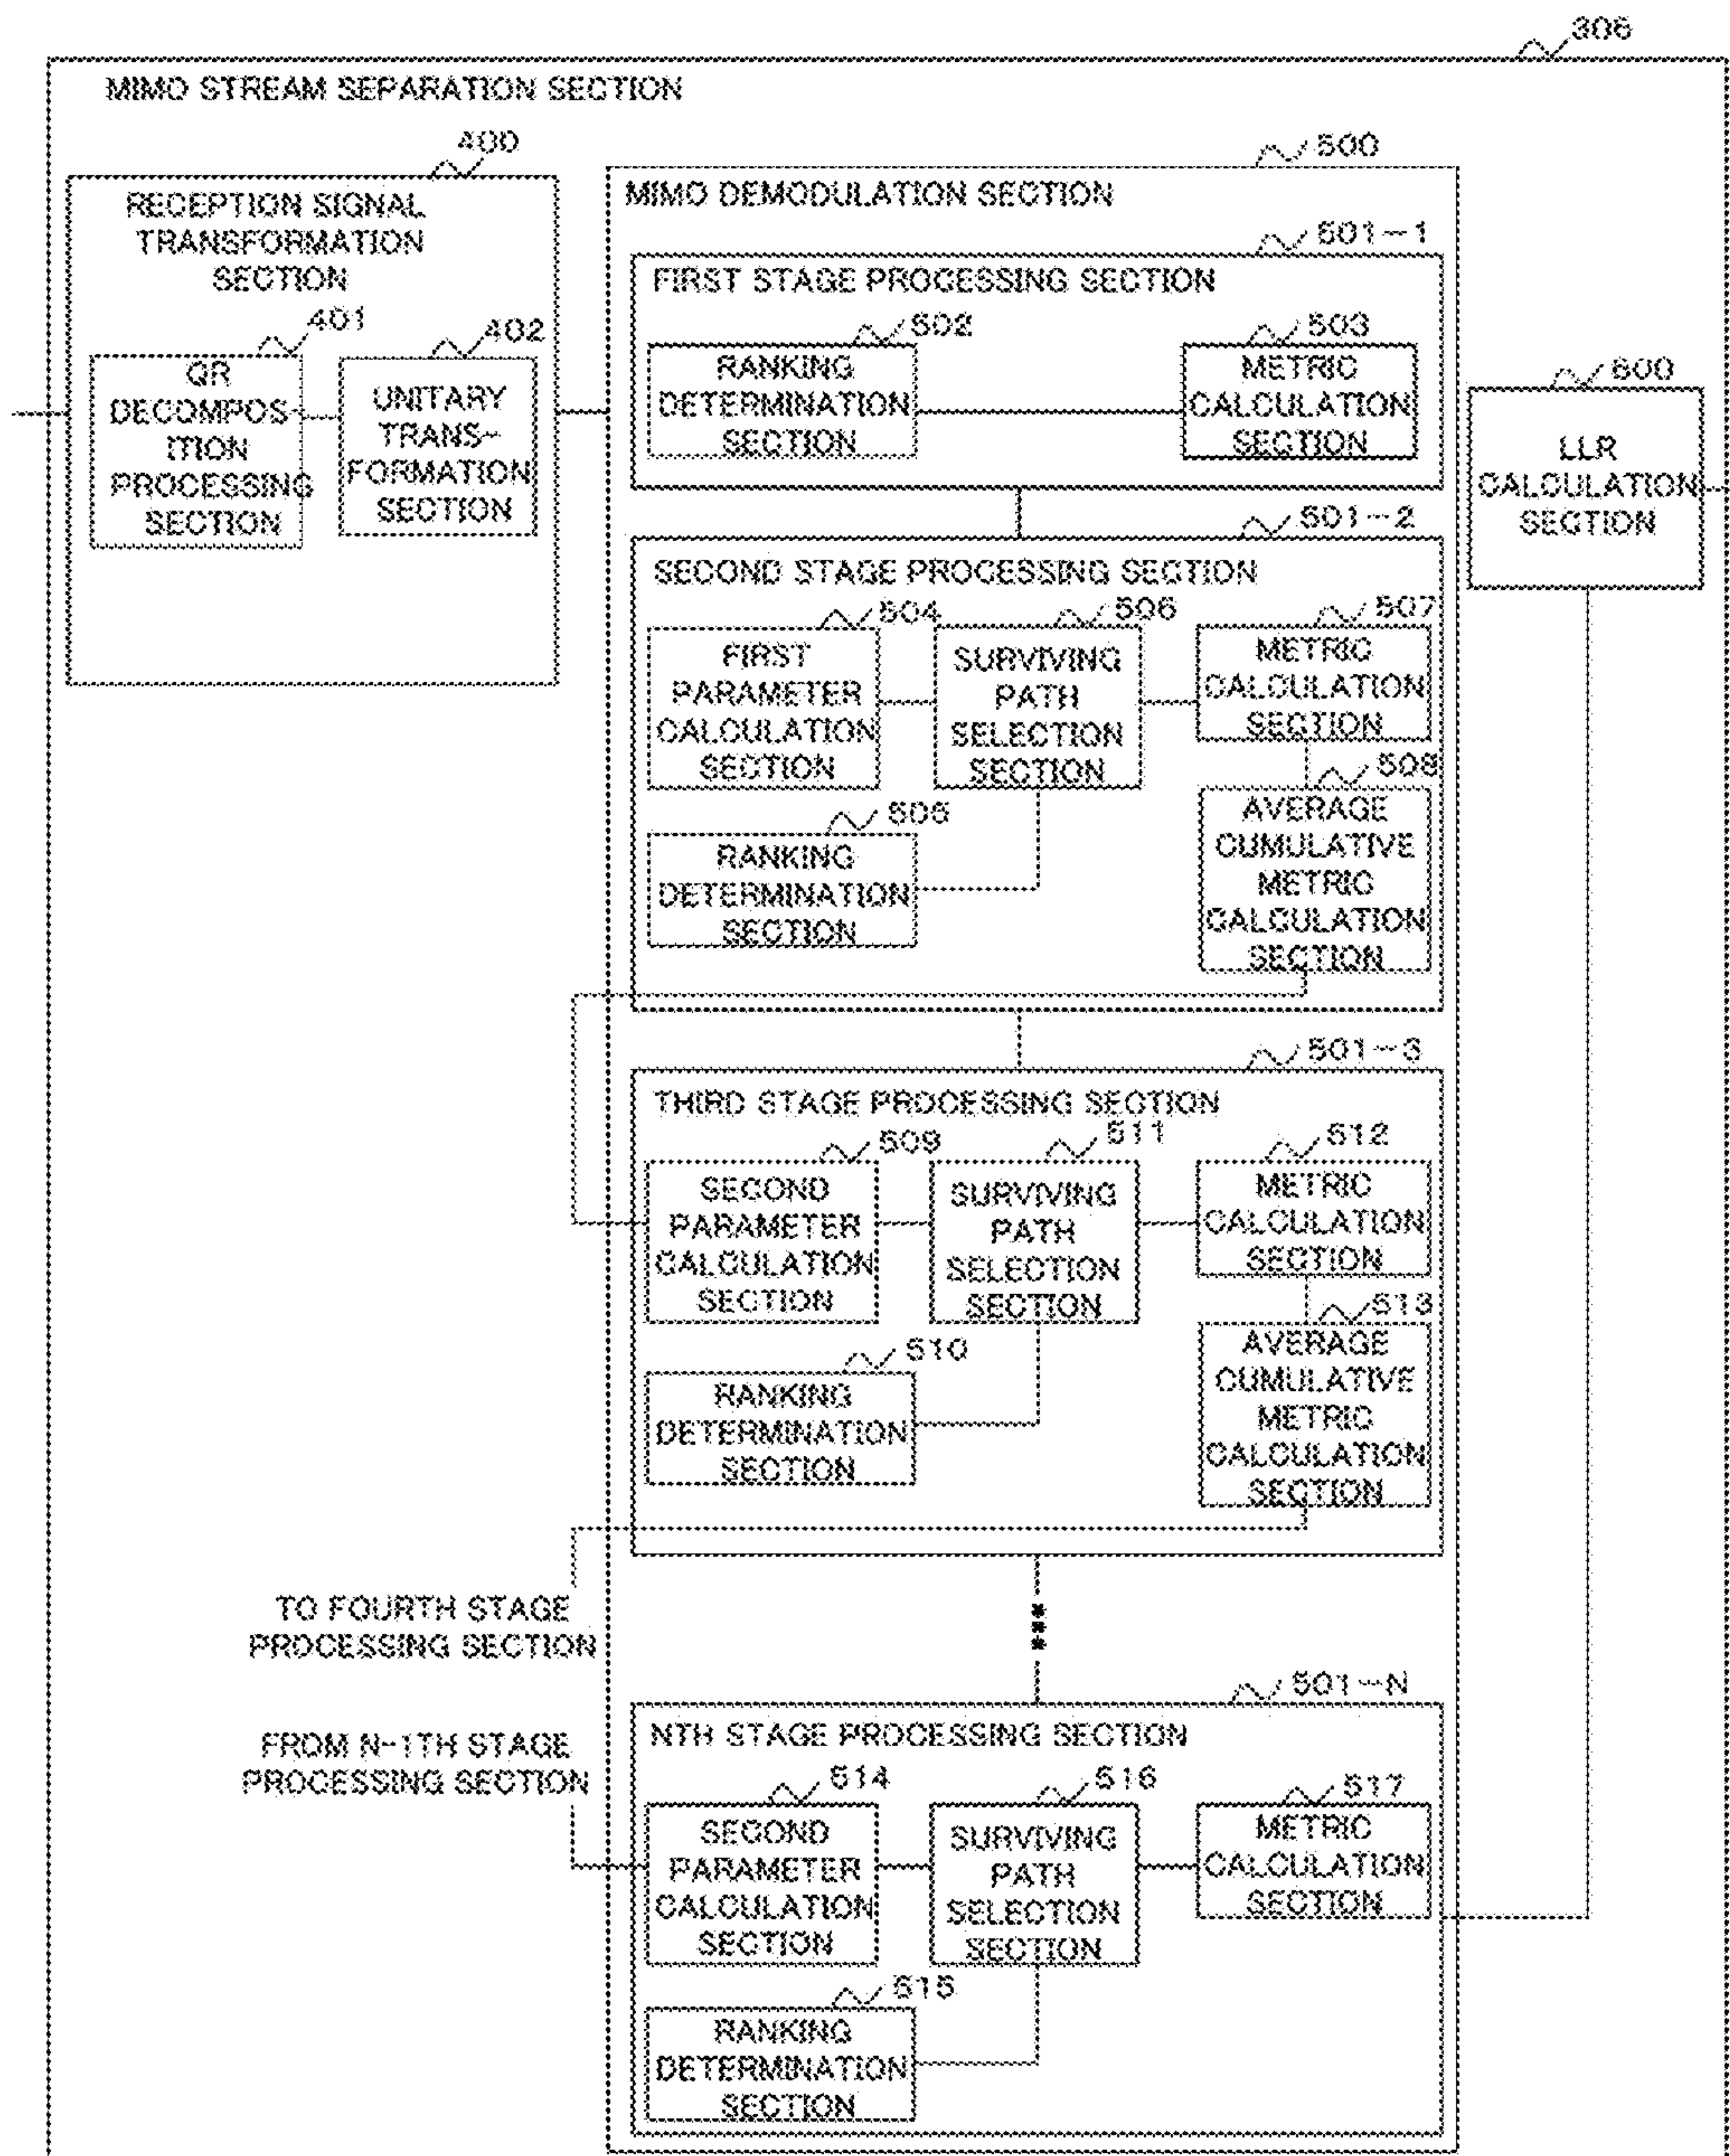 306
MIMO STREAM SEPARATION SECTION
400
RECEPTION SIGNAL
TRANSFORMATION
SECTION
401
QR
DECOMPOS-
ITION
PROCESSING
SECTION
402
UNITARY
TRANS-
FORMATION
SECTION
500
MIMO DEMODULATION SECTION
501-1
FIRST STAGE PROCESSING SECTION
502
RANKING
DETERMINATION
SECTION
503
METRIC
CALCULATION
SECTION
600
LLR
CALCULATION
SECTION
501-2
SECOND STAGE PROCESSING SECTION
504
FIRST
PARAMETER
CALCULATION
SECTION
506
SURVIVING
PATH
SELECTION
SECTION
507
METRIC
CALCULATION
SECTION
505
RANKING
DETERMINATION
SECTION
508
AVERAGE
CUMULATIVE
METRIC
CALCULATION
SECTION
501-3
THIRD STAGE PROCESSING SECTION
509
SECOND
PARAMETER
CALCULATION
SECTION
511
SURVIVING
PATH
SELECTION
SECTION
512
METRIC
CALCULATION
SECTION
510
RANKING
DETERMINATION
SECTION
513
AVERAGE
CUMULATIVE
METRIC
CALCULATION
SECTION
TO FOURTH STAGE
PROCESSING SECTION
FROM N-1TH STAGE
PROCESSING SECTION
501-N
NTH STAGE PROCESSING SECTION
514
SECOND
PARAMETER
CALCULATION
SECTION
516
SURVIVING
PATH
SELECTION
SECTION
517
METRIC
CALCULATION
SECTION
515
RANKING
DETERMINATION
SECTION